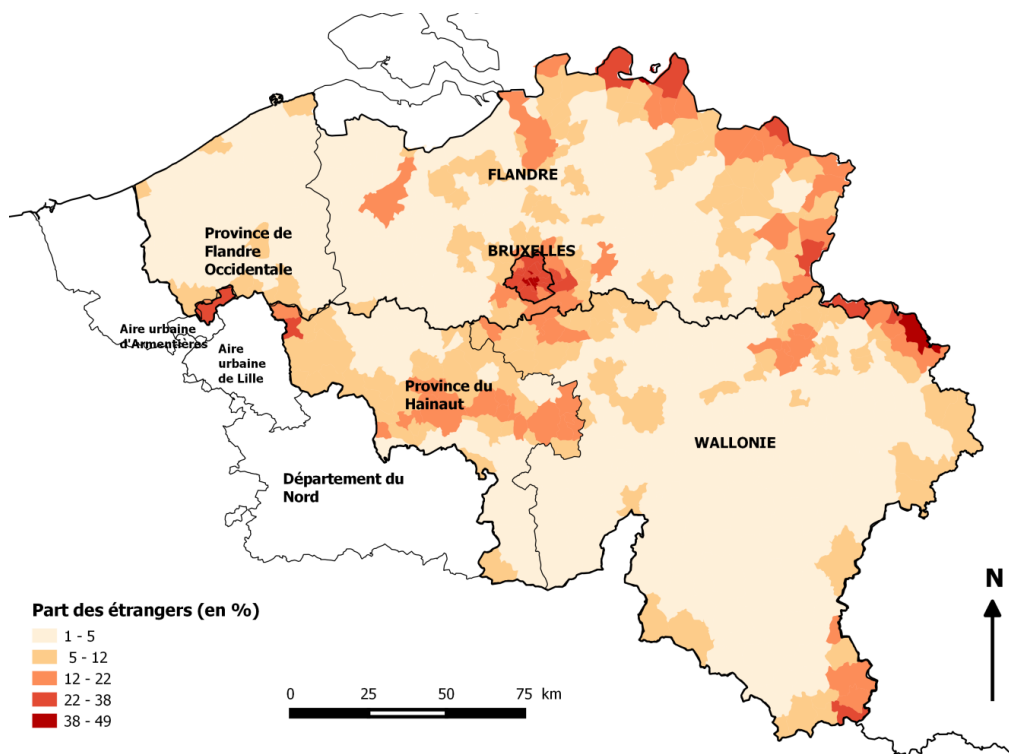 FLANDRE
Province de
Flandre
Occidentale
BRUXELLES
Aire urbaine
d'Armentières
Aire
urbaine
de Lille
Province du
Hainaut
WALLONIE
Département du
Nord
N
Part des étrangers (en %)
1 - 5
5 - 12
12 - 22
22 - 38
38 - 49
0 25 50 75 km